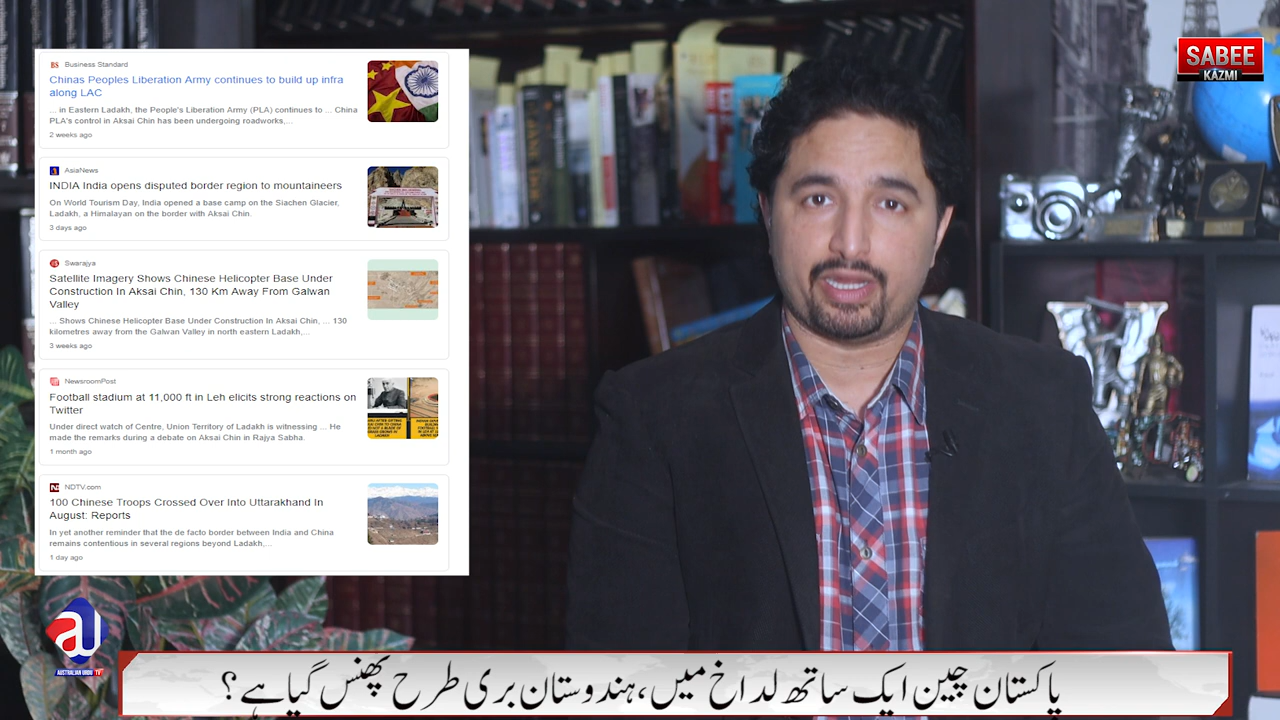 Business Standard
Chinas Peoples Liberation Army continues to build up infra
along LAC
... in Eastern Ladakh, the People's Liberation Army (PLA) continues to ... China
PLA's control in Aksai Chin has been undergoing roadworks,...
2 weeks ago
AsiaNews
INDIA India opens disputed border region to mountaineers
On World Tourism Day, India opened a base camp on the Siachen Glacier,
Ladakh, a Himalayan on the border with Aksai Chin.
3 days ago
Swarajya
Satellite Imagery Shows Chinese Helicopter Base Under
Construction In Aksai Chin, 130 Km Away From Galwan
Valley
... Shows Chinese Helicopter Base Under Construction In Aksai Chin, ... 130
kilometres away from the Galwan Valley in north eastern Ladakh,...
3 weeks ago
NewsroomPost
Football stadium at 11,000 ft in Leh elicits strong reactions on
Twitter
Under direct watch of Centre, Union Territory of Ladakh is witnessing ... He
made the remarks during a debate on Aksai Chin in Rajya Sabha.
1 month ago
NDTV.com
100 Chinese Troops Crossed Over Into Uttarakhand In
August: Reports
In yet another reminder that the de facto border between India and China
remains contentious in several regions beyond Ladakh,...
1 day ago
SABEE
KAZMI
AUSTRALIAN URDU TV
پاکستان چین ایک ساتھ لداخ میں، ہندوستان بری طرح پھنس گیا ہے؟